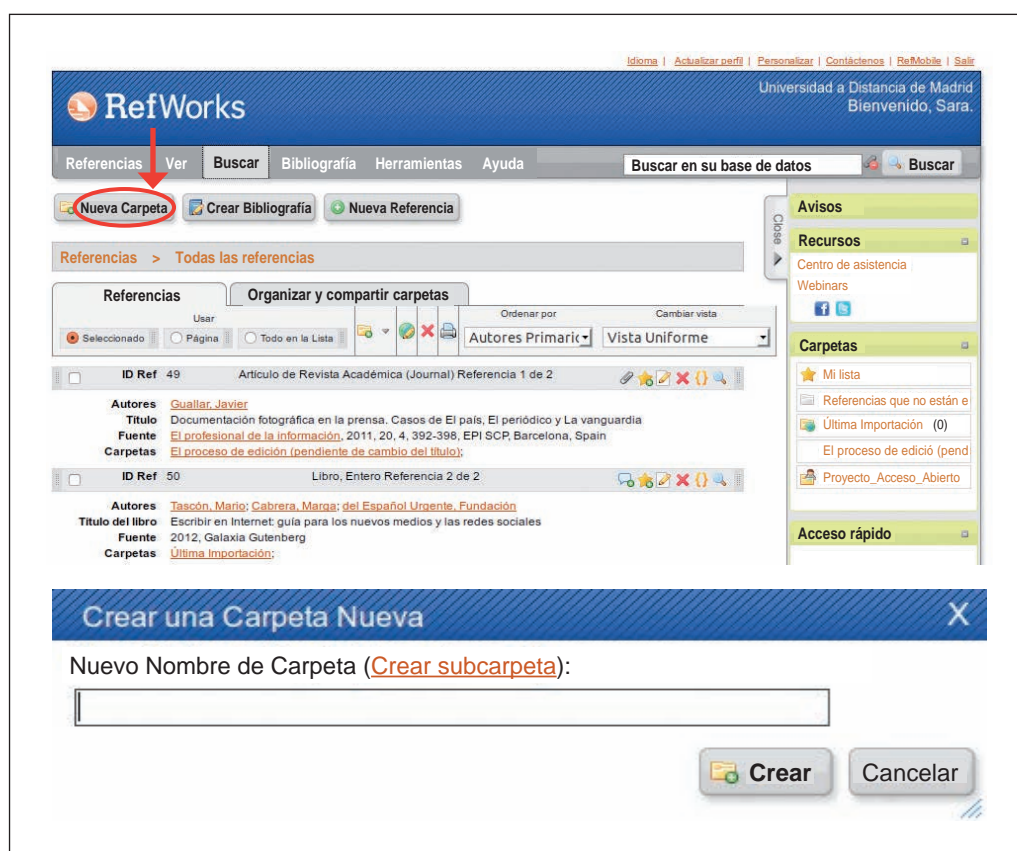 Idioma | Actualizar perfil | Personalizar | Contáctenos | RefMobile | Salir
RefWorks
Universidad a Distancia de Madrid
Bienvenido, Sara.
Referencias Ver Buscar Bibliografía Herramientas Ayuda Buscar en su base de datos Buscar
Nueva Carpeta Crear Bibliografía Nueva Referencia
Close
Referencias > Todas las referencias
Referencias Organizar y compartir carpetas
Usar Ordenar por Cambiar vista
Seleccionado Página Todo en la Lista Autores Primaric Vista Uniforme
ID Ref 49 Artículo de Revista Académica (Journal) Referencia 1 de 2
Autores Guallar, Javier
Título Documentación fotográfica en la prensa. Casos de El país, El periódico y La vanguardia
Fuente El profesional de la información, 2011, 20, 4, 392-398, EPI SCP, Barcelona, Spain
Carpetas El proceso de edición (pendiente de cambio del título);
ID Ref 50 Libro, Entero Referencia 2 de 2
Autores Tascón, Mario; Cabrera, Marga; del Español Urgente, Fundación
Título del libro Escribir en Internet: guía para los nuevos medios y las redes sociales
Fuente 2012, Galaxia Gutenberg
Carpetas Última Importación;
Avisos
Recursos
Centro de asistencia
Webinars
Carpetas
Mi lista
Referencias que no están e
Última Importación (0)
El proceso de edició (pend
Proyecto_Acceso_Abierto
Acceso rápido
Crear una Carpeta Nueva X
Nuevo Nombre de Carpeta (Crear subcarpeta):
Crear Cancelar